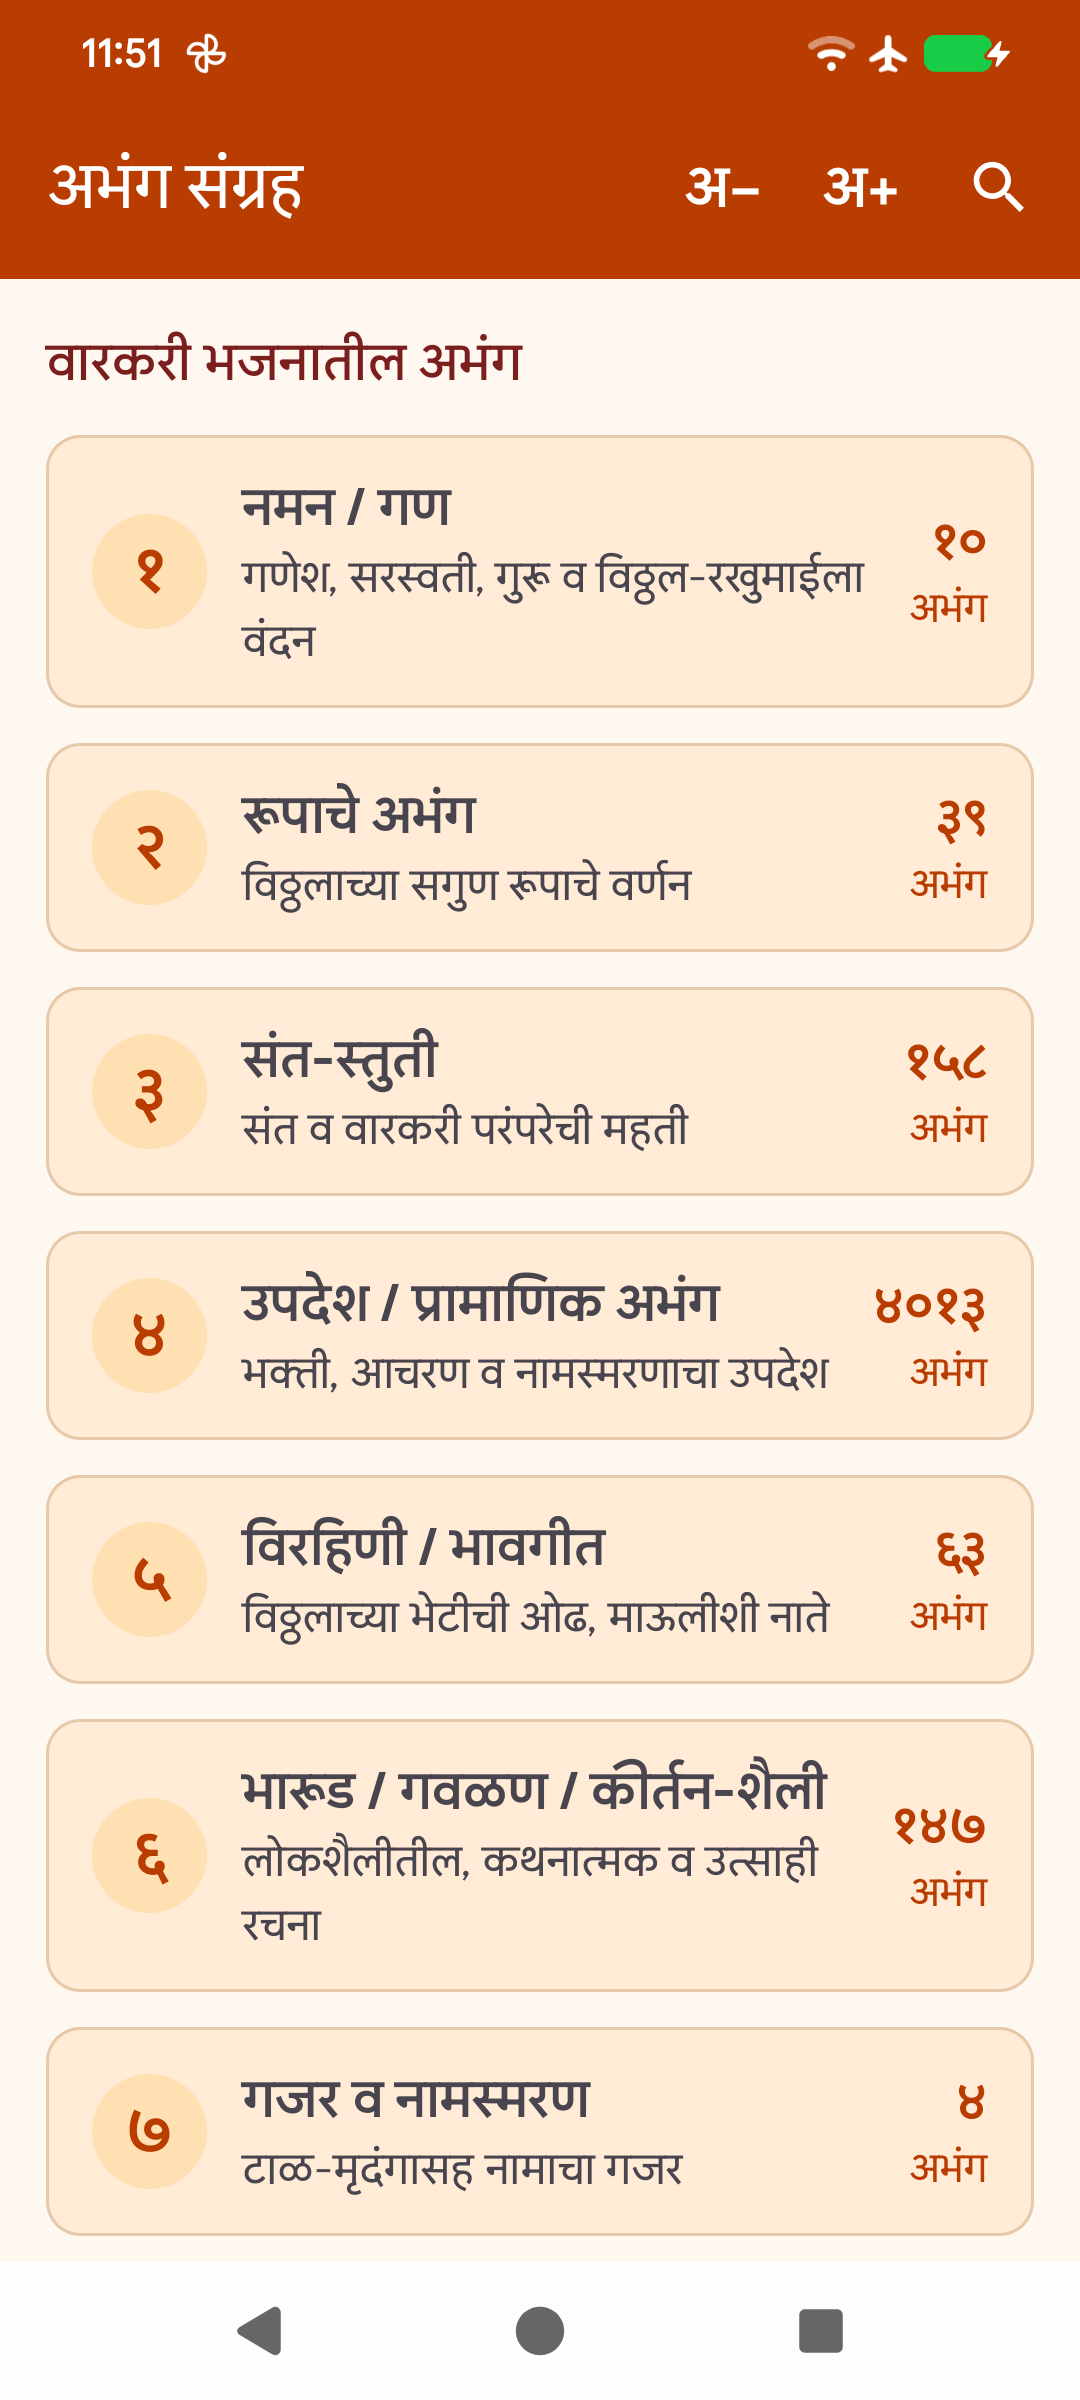 11:51
अभंग संग्रह अ− अ+
वारकरी भजनातील अभंग
१
नमन / गण
गणेश, सरस्वती, गुरू व विठ्ठल-रखुमाईला
वंदन
१०
अभंग
२
रूपाचे अभंग
विठ्ठलाच्या सगुण रूपाचे वर्णन
३९
अभंग
३
संत-स्तुती
संत व वारकरी परंपरेची महती
१५८
अभंग
४
उपदेश / प्रामाणिक अभंग
भक्ती, आचरण व नामस्मरणाचा उपदेश
४०१३
अभंग
५
विरहिणी / भावगीत
विठ्ठलाच्या भेटीची ओढ, माऊलीशी नाते
६३
अभंग
६
भारूड / गवळण / कीर्तन-शैली
लोकशैलीतील, कथनात्मक व उत्साही
रचना
१४७
अभंग
७
गजर व नामस्मरण
टाळ-मृदंगासह नामाचा गजर
४
अभंग